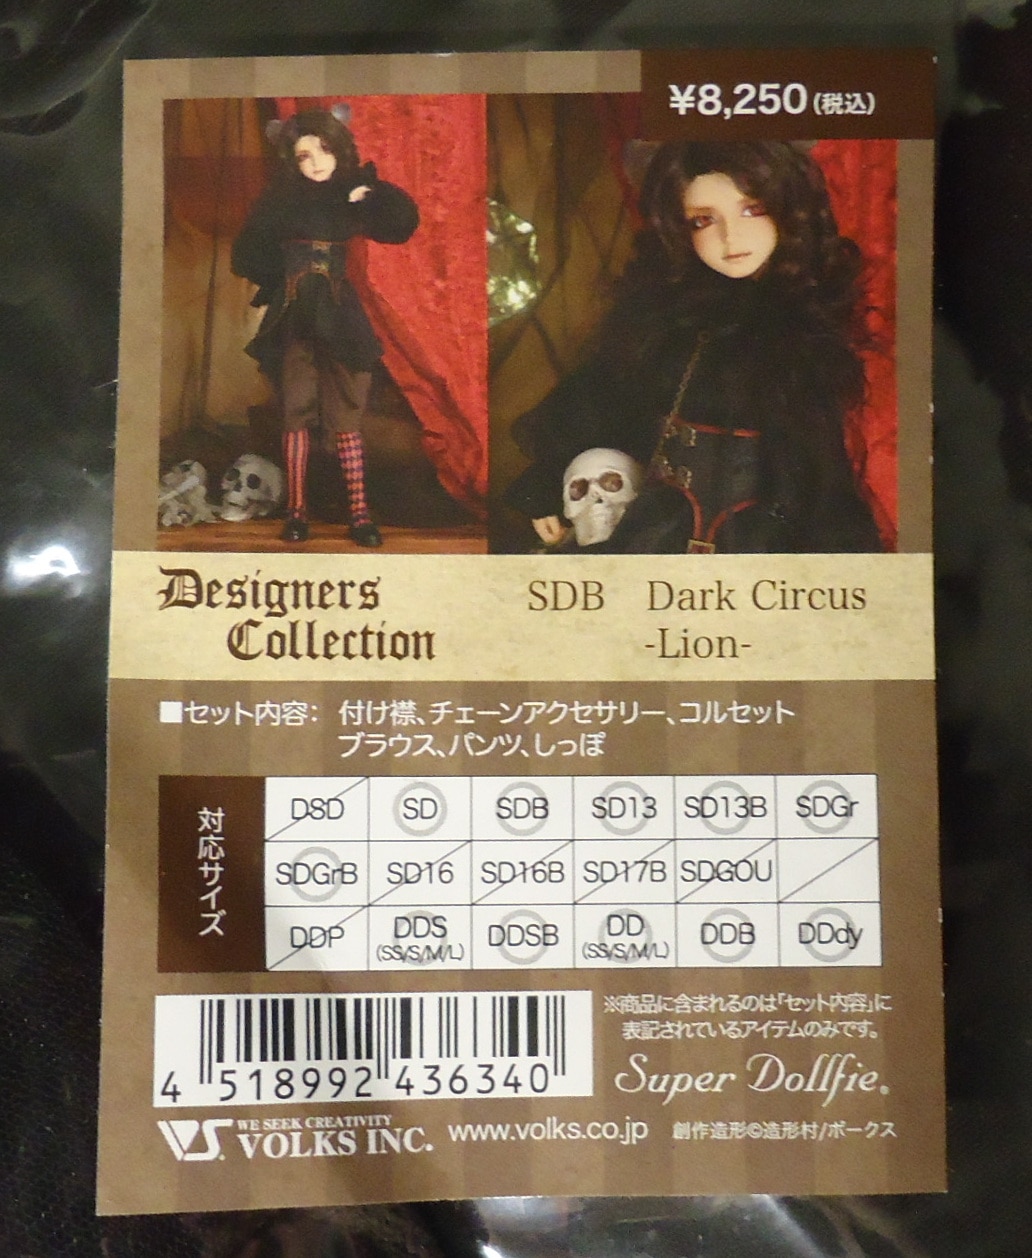 ¥8,250(税込)
Designers
Collection
SDB Dark Circus
-Lion-
■セット内容： 付け襟、チェーンアクセサリー、コルセット
ブラウス、パンツ、しっぽ
対応サイズ
DSD SD SDB SD13 SD13B SDGr
SDGrB SD16 SD16B SD17B SDGOU
DDP DDS DDSB DD DDB DDdy
(SS/S/M/L) (SS/S/M/L)
4 518992 436340
※商品に含まれるのは「セット内容」に
表記されているアイテムのみです。
Super Dollfie®
VS. WE SEEK CREATIVITY
VOLKS INC.
www.volks.co.jp
創作造形©造形村/ボークス